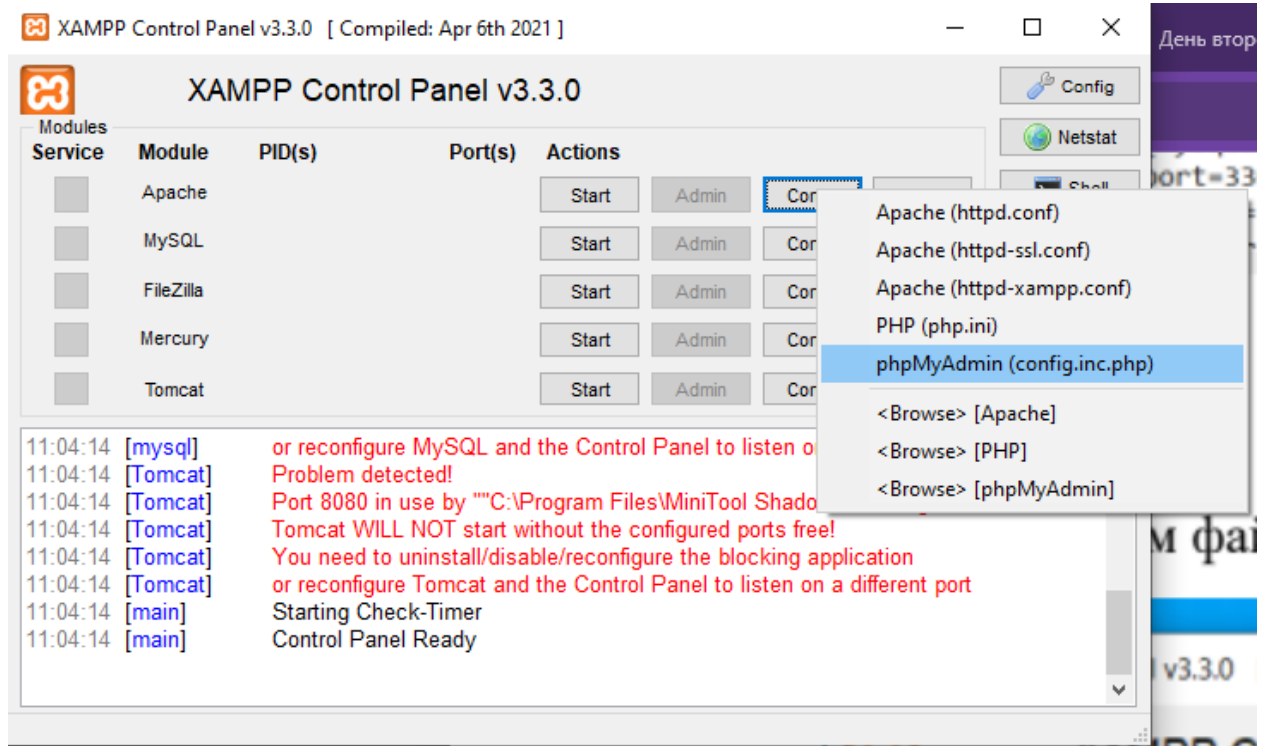 XAMPP Control Panel v3.3.0 [ Compiled: Apr 6th 2021 ]
День втор
XAMPP Control Panel v3.3.0
Config
Modules
Service Module PID(s) Port(s) Actions
Netstat
Apache Start Admin
Shell
port=33
MySQL Start Admin
FileZilla Start Admin
Mercury Start Admin
Tomcat Start Admin
Apache (httpd.conf)
Apache (httpd-ssl.conf)
Apache (httpd-xampp.conf)
PHP (php.ini)
phpMyAdmin (config.inc.php)
<Browse> [Apache]
<Browse> [PHP]
<Browse> [phpMyAdmin]
11:04:14 [mysql] or reconfigure MySQL and the Control Panel to listen
11:04:14 [Tomcat] Problem detected!
11:04:14 [Tomcat] Port 8080 in use by ""C:\Program Files\MiniTool
11:04:14 [Tomcat] Tomcat WILL NOT start without the configured ports free!
11:04:14 [Tomcat] You need to uninstall/disable/reconfigure the blocking application
11:04:14 [Tomcat] or reconfigure Tomcat and the Control Panel to listen on a different port
11:04:14 [main] Starting Check-Timer
11:04:14 [main] Control Panel Ready
м фай
v3.3.0